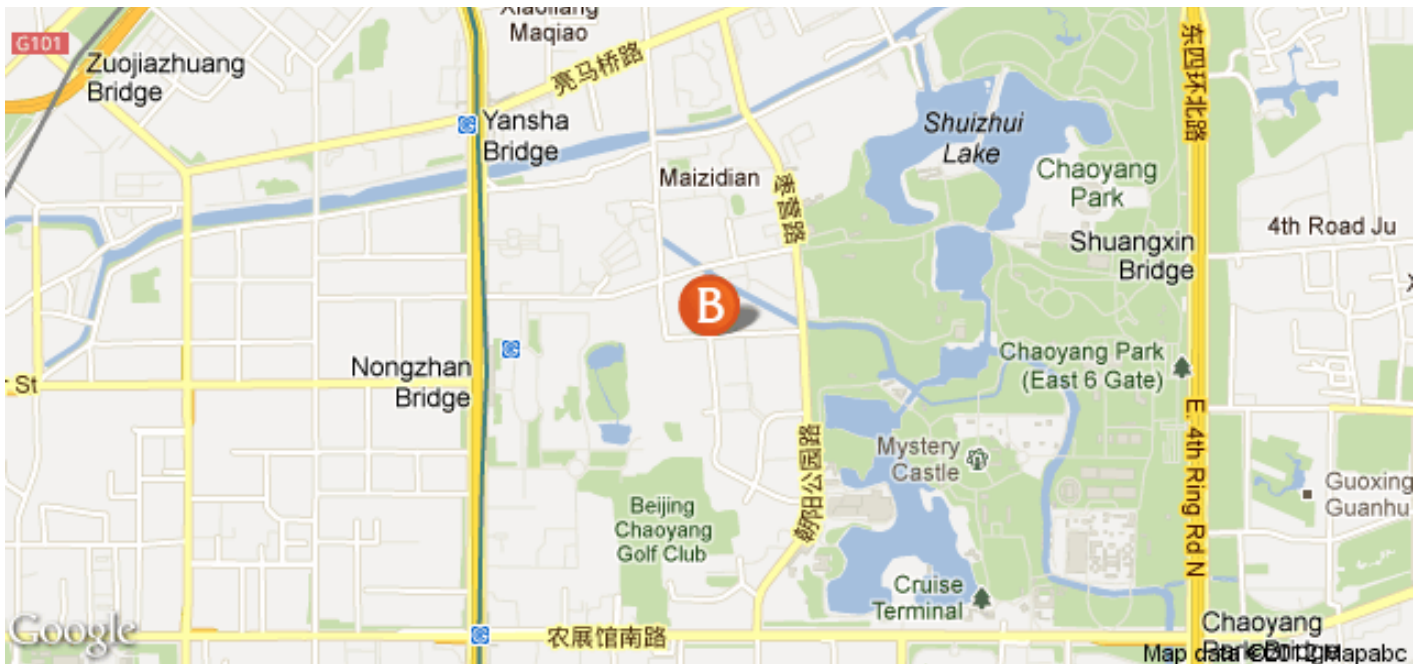 Xiaoliang
Maqiao
G101
Zuojiazhuang
Bridge
亮马桥路
东四环北路
Yansha
Bridge
Shuizhui
Lake
Maizidian
枣营路
Chaoyang
Park
4th Road Ju
Shuangxin
Bridge
B
Nongzhan
Bridge
St
Chaoyang Park
(East 6 Gate)
E. 4th Ring Rd N
朝阳公园路
Mystery
Castle
Guoxing
Guanhu
Beijing
Chaoyang
Golf Club
Cruise
Terminal
Google
农展馆南路
Chaoyang
Park Bridge
Map data ©2012 Mapabc